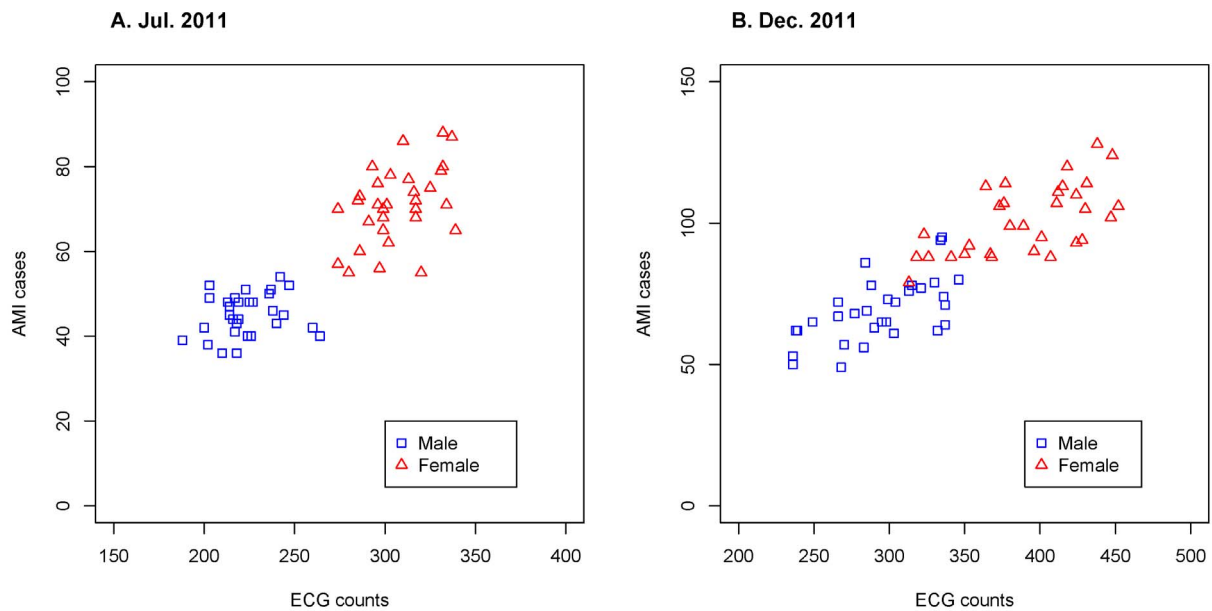 A. Jul. 2011
100
80
60
40
20
0
AMI cases
Male
Female
150 200 250 300 350 400
ECG counts
B. Dec. 2011
150
100
50
0
AMI cases
Male
Female
200 250 300 350 400 450 500
ECG counts